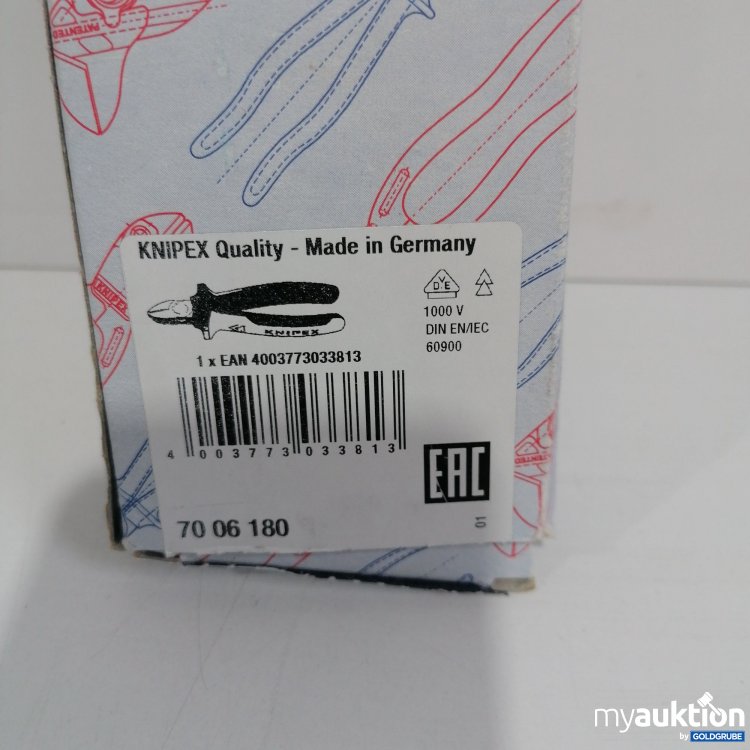 PATENTED
KNIPEX Quality - Made in Germany
KNIPEX
VDE
1000 V
DIN EN/IEC
60900
1 x EAN 4003773033813
4 003773 033813
EAC
70 06 180
01
myauktion
by GOLDGRUBE